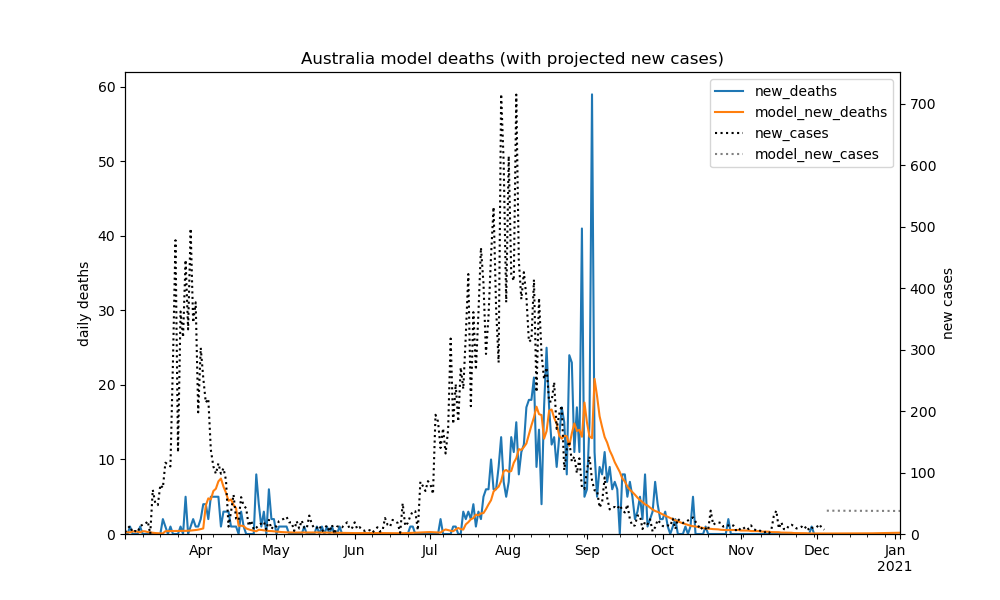 Australia model deaths (with projected new cases)
daily deaths
0
10
20
30
40
50
60
new_deaths
model_new_deaths
new_cases
model_new_cases
0
100
200
300
400
500
600
700
new cases
Apr May Jun Jul Aug Sep Oct Nov Dec Jan
2021